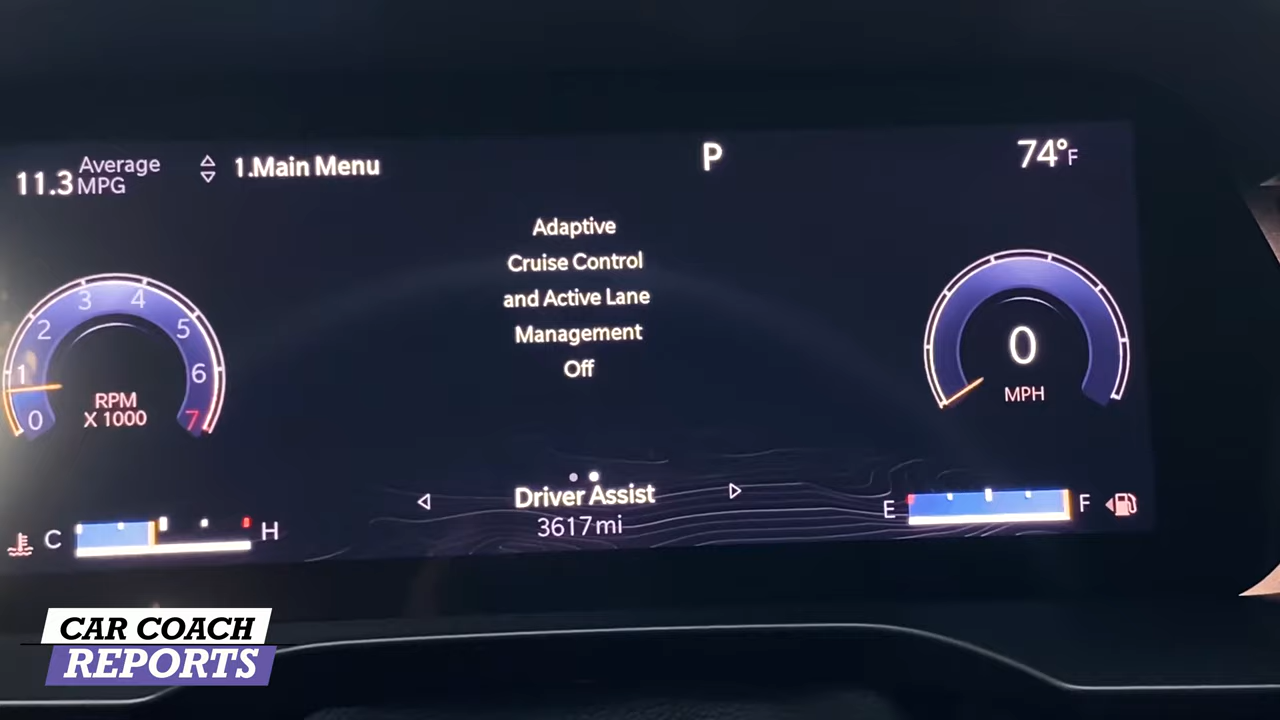 11.3 Average
MPG
1.Main Menu
P
74°F
Adaptive
Cruise Control
and Active Lane
Management
Off
0
1
2
3
4
5
6
7
RPM
X 1000
0
MPH
Driver Assist
3617 mi
C
H
E
F
CAR COACH
REPORTS